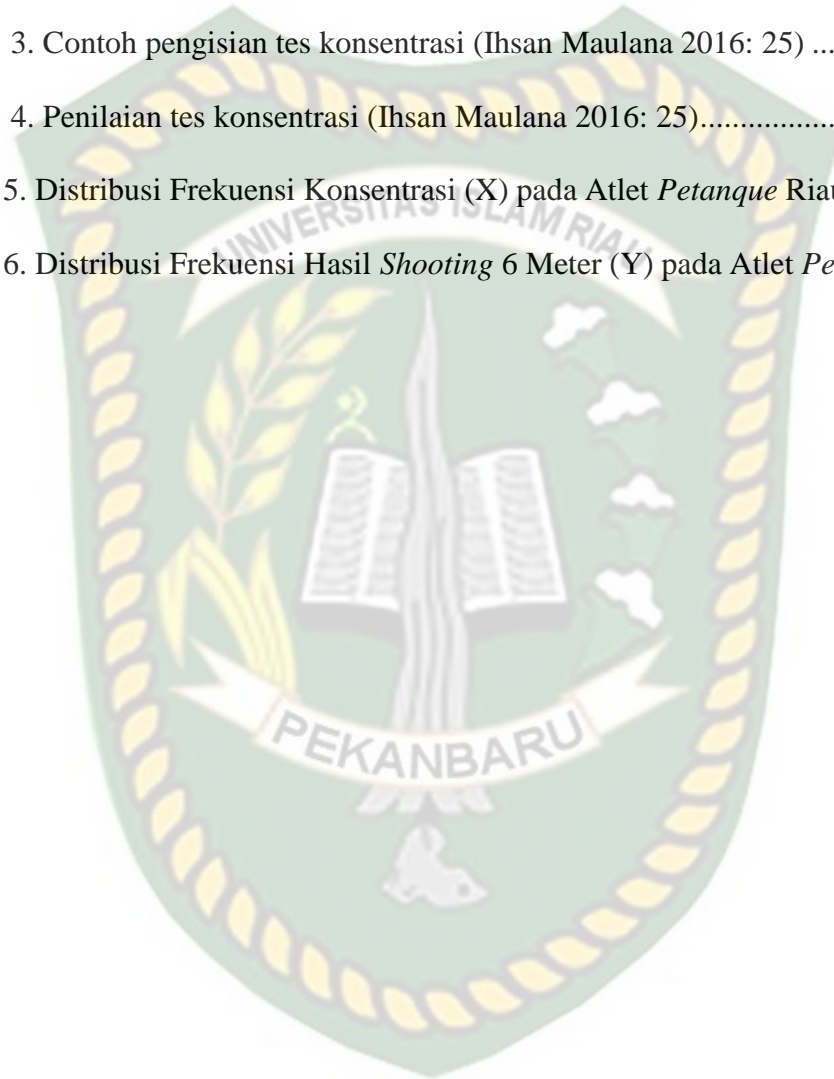 3. Contoh pengisian tes konsentrasi (Ihsan Maulana 2016: 25) ...
4. Penilaian tes konsentrasi (Ihsan Maulana 2016: 25).................
5. Distribusi Frekuensi Konsentrasi (X) pada Atlet Petanque Riau
UNIVERSITAS ISLAM RIAU
6. Distribusi Frekuensi Hasil Shooting 6 Meter (Y) pada Atlet Pe
PEKANBARU